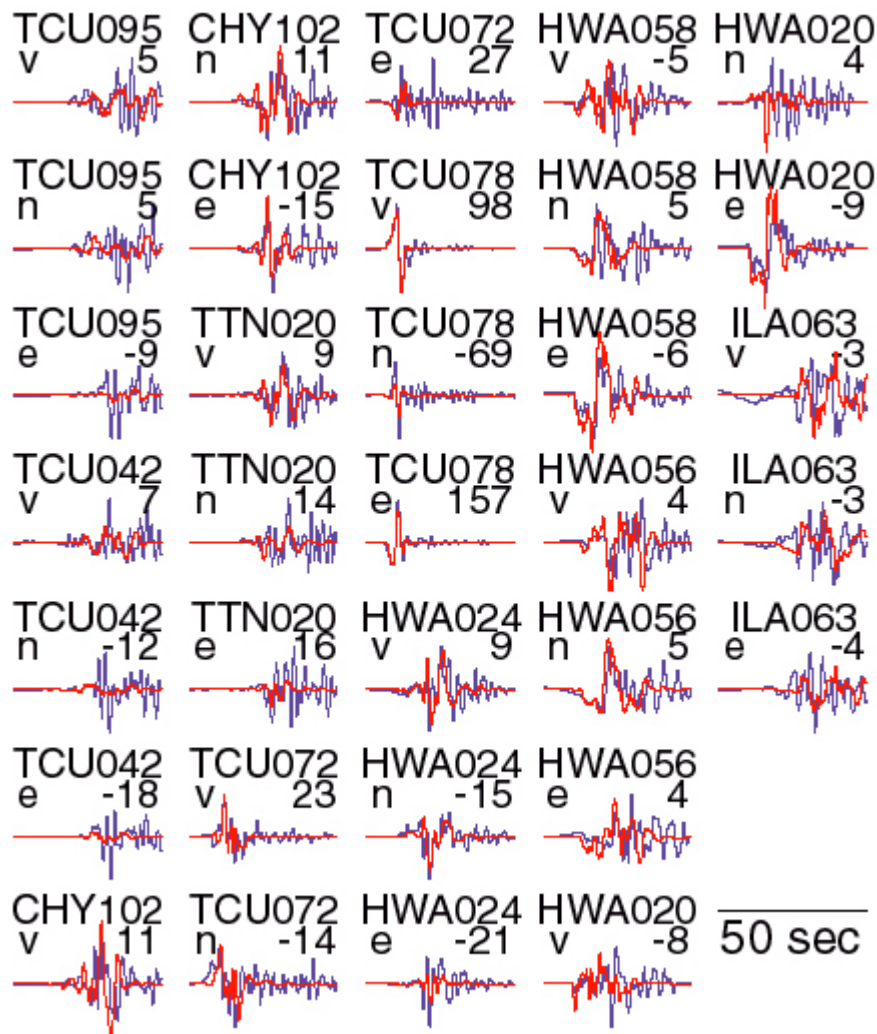 TCU095 CHY102 TCU072 HWA058 HWA020
v 5 n 11 e 27 v -5 n 4
TCU095 CHY102 TCU078 HWA058 HWA020
n 5 e -15 v 98 n 5 e -9
TCU095 TTN020 TCU078 HWA058 ILA063
e -9 v 9 n -69 e -6 v -3
TCU042 TTN020 TCU078 HWA056 ILA063
v 7 n 14 e 157 v 4 n -3
TCU042 TTN020 HWA024 HWA056 ILA063
n -12 e 16 v 9 n 5 e -4
TCU042 TCU072 HWA024 HWA056
e -18 v 23 n -15 e 4
CHY102 TCU072 HWA024 HWA020
v 11 n -14 e -21 v -8 50 sec